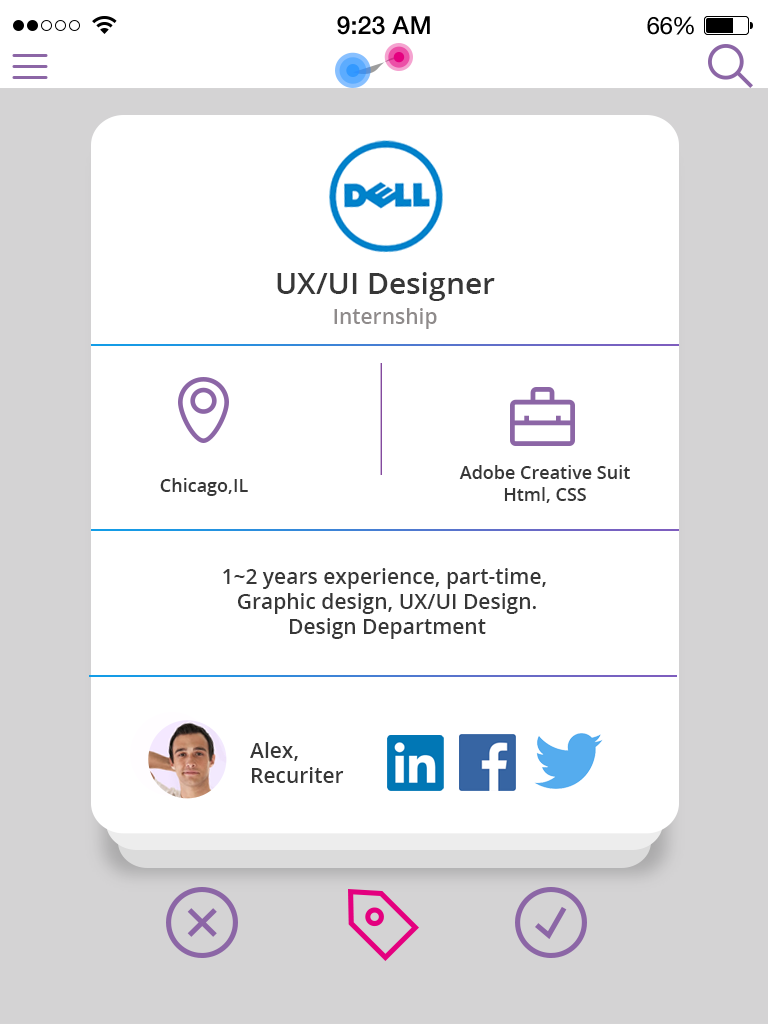 9:23 AM
66%
DELL
UX/UI Designer
Internship
Chicago,IL
Adobe Creative Suit
Html, CSS
1~2 years experience, part-time,
Graphic design, UX/UI Design.
Design Department
Alex,
Recuriter
in
f